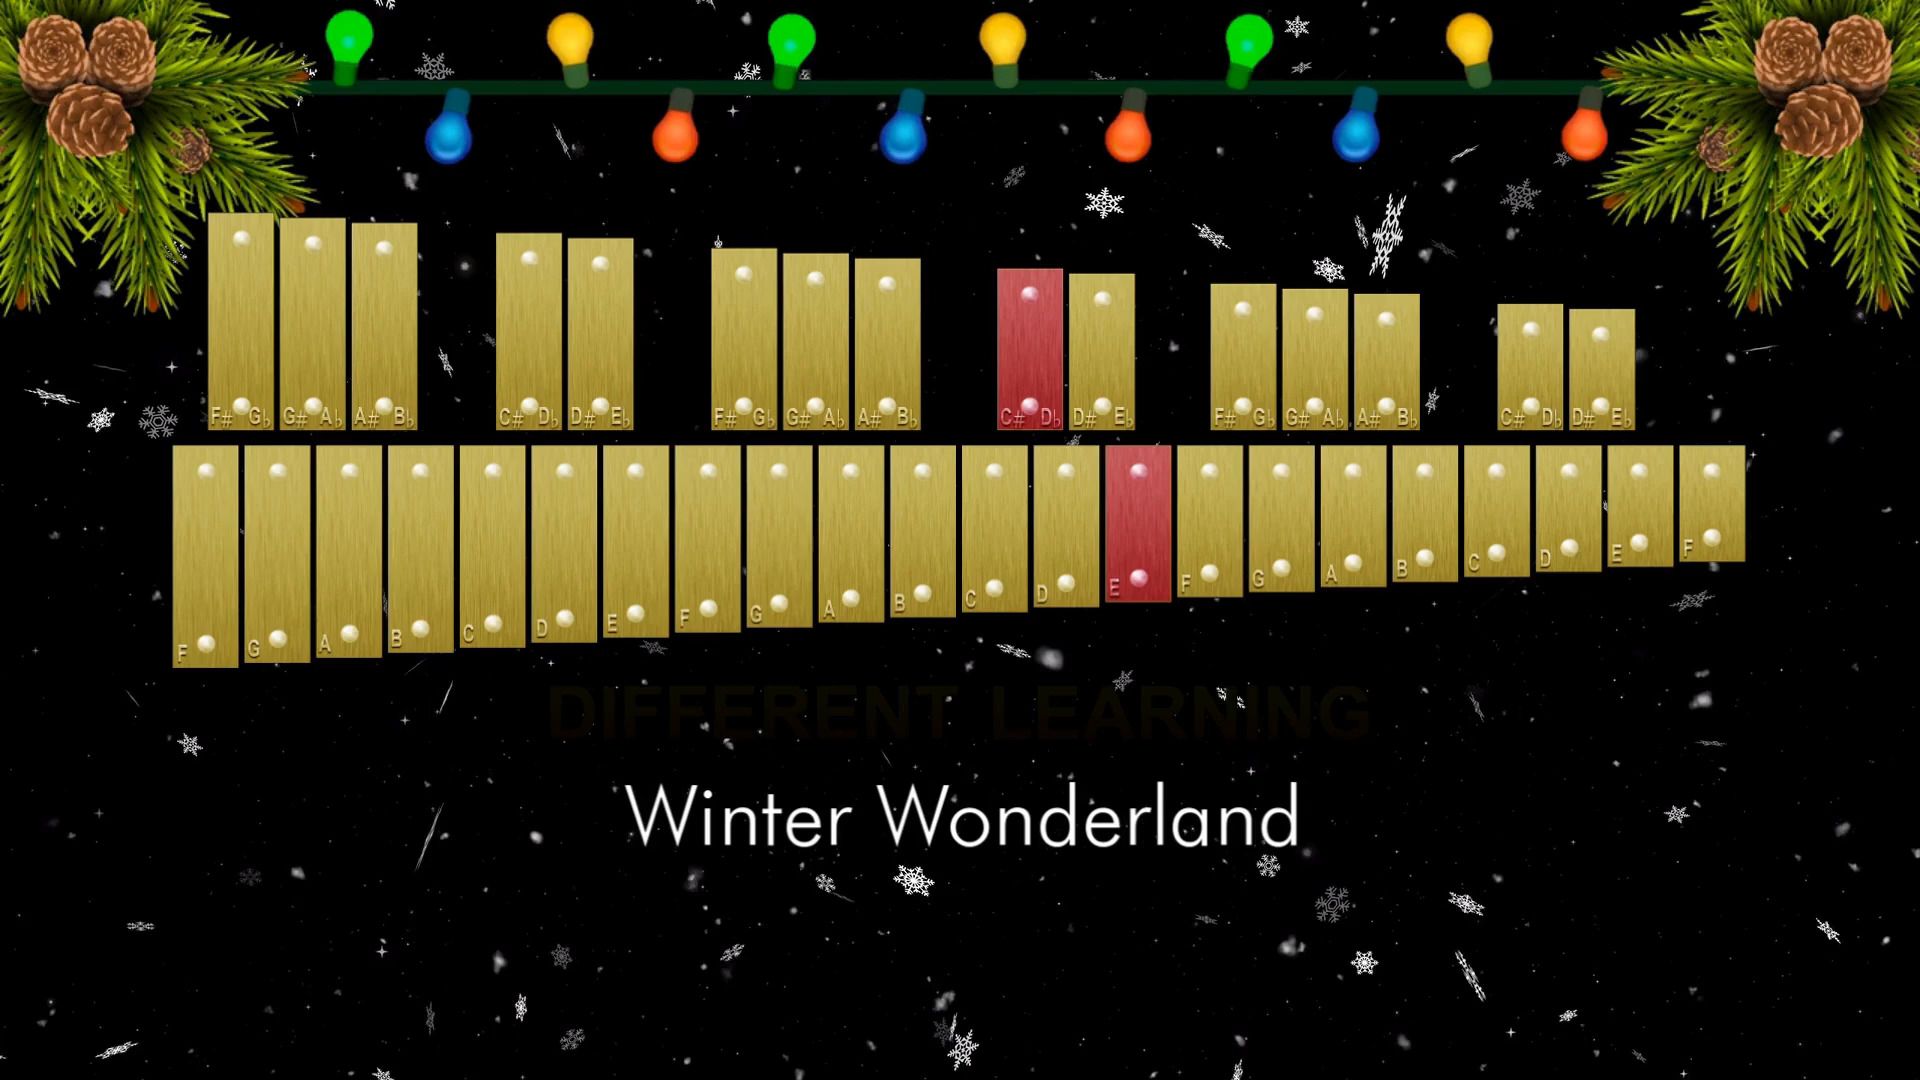 F# G♭ G# A♭ A# B♭ C# D♭ D# E♭ F# G♭ G# A♭ A# B♭ C# D♭ D# E♭ F# G♭ G# A♭ A# B♭ C# D♭ D# E♭
F G A B C D E F G A B C D E F G A B C D E F
DIFFERENT LEARNING
Winter Wonderland